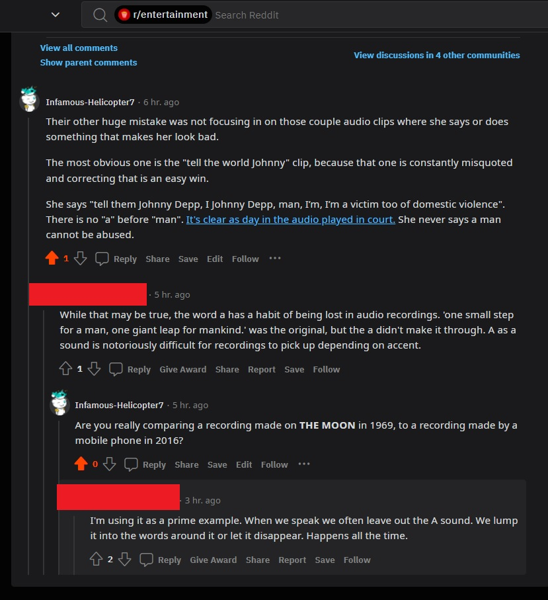 r/entertainment Search Reddit
View all comments
View discussions in 4 other communities
Show parent comments
Infamous-Helicopter7 · 6 hr. ago
Their other huge mistake was not focusing in on those couple audio clips where she says or does
something that makes her look bad.
The most obvious one is the "tell the world Johnny" clip, because that one is constantly misquoted
and correcting that is an easy win.
She says "tell them Johnny Depp, I Johnny Depp, man, I'm, I'm a victim too of domestic violence".
There is no "a" before "man". It's clear as day in the audio played in court. She never says a man
cannot be abused.
1 Reply Share Save Edit Follow ···
· 5 hr. ago
While that may be true, the word a has a habit of being lost in audio recordings. 'one small step
for a man, one giant leap for mankind.' was the original, but the a didn't make it through. A as a
sound is notoriously difficult for recordings to pick up depending on accent.
1 Reply Give Award Share Report Save Follow
Infamous-Helicopter7 · 5 hr. ago
Are you really comparing a recording made on THE MOON in 1969, to a recording made by a
mobile phone in 2016?
0 Reply Share Save Edit Follow ···
· 3 hr. ago
I'm using it as a prime example. When we speak we often leave out the A sound. We lump
it into the words around it or let it disappear. Happens all the time.
2 Reply Give Award Share Report Save Follow